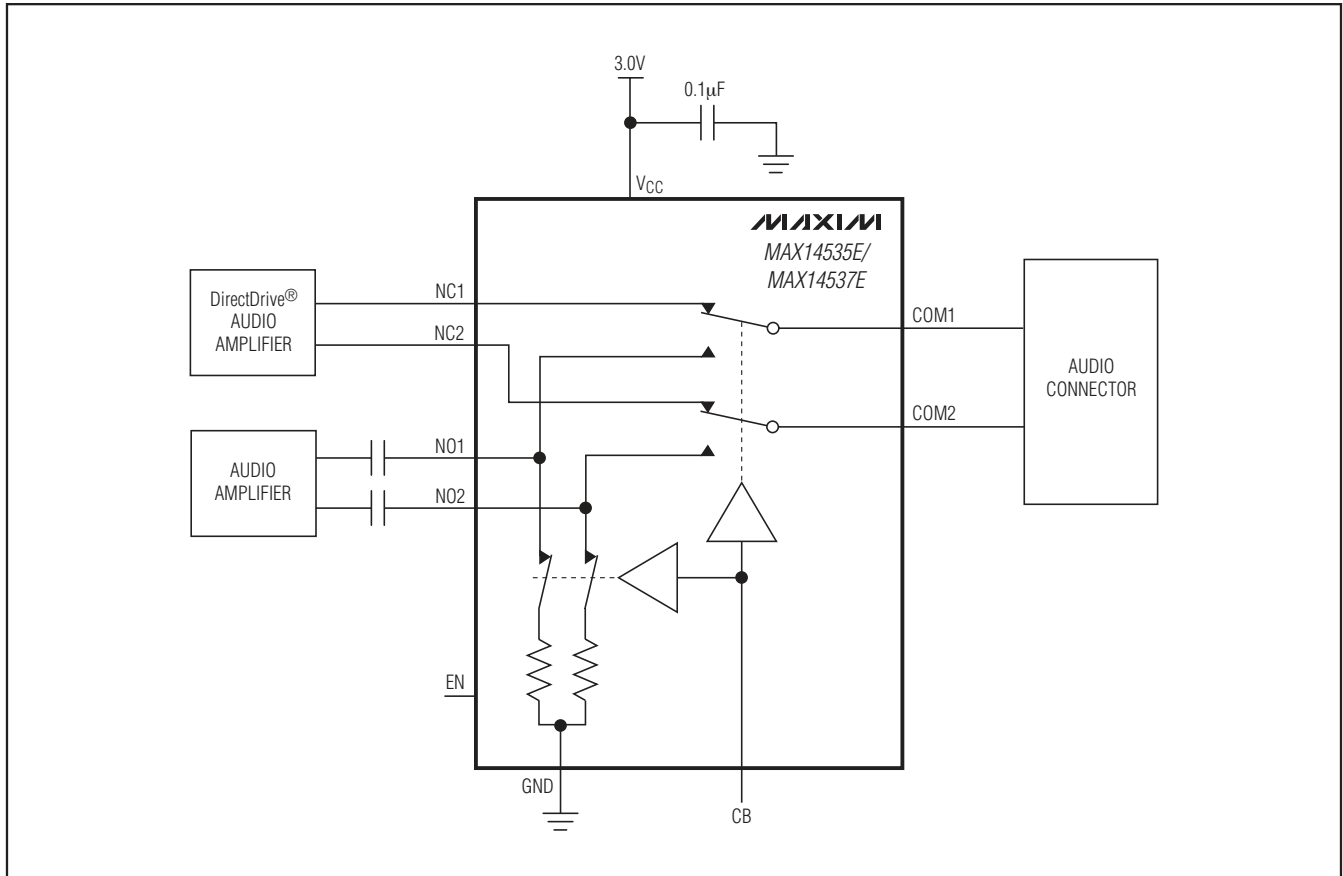 3.0V
0.1µF
VCC
MAXIM
MAX14535E/
MAX14537E
DirectDrive®
AUDIO
AMPLIFIER
NC1
NC2
COM1
COM2
AUDIO
CONNECTOR
AUDIO
AMPLIFIER
NO1
NO2
EN
GND
CB